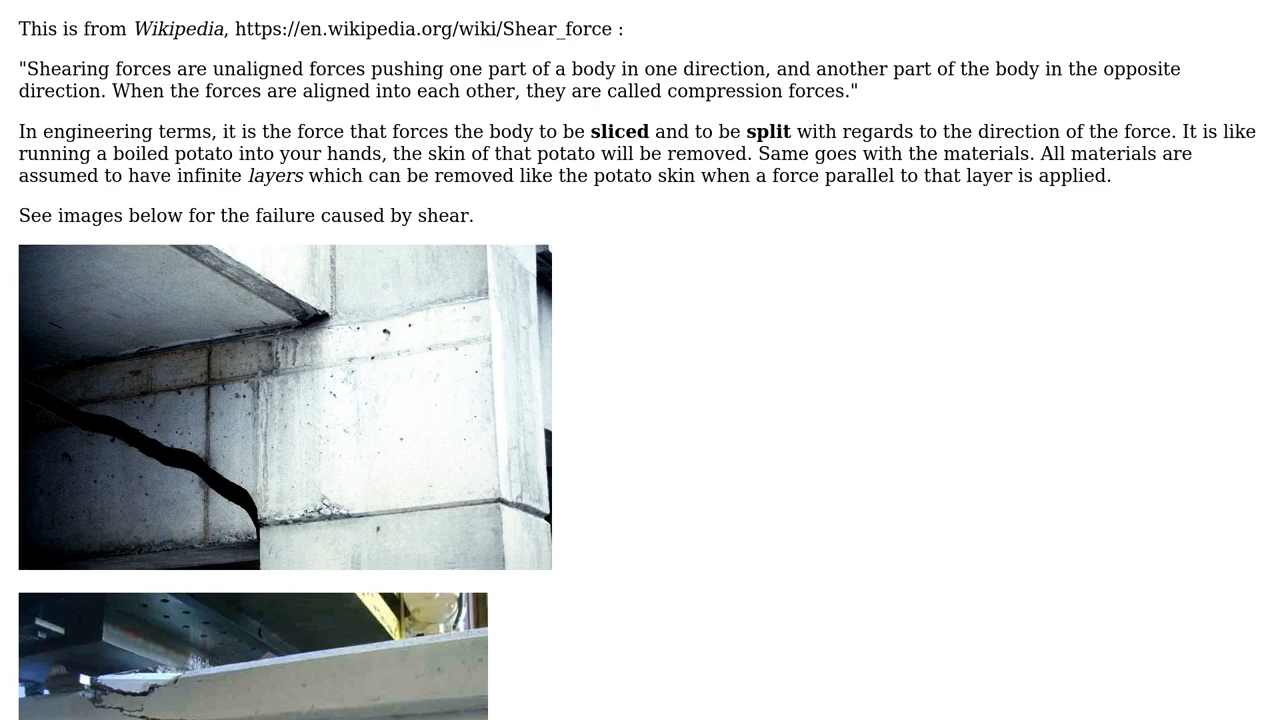 This is from Wikipedia, https://en.wikipedia.org/wiki/Shear_force :
"Shearing forces are unaligned forces pushing one part of a body in one direction, and another part of the body in the opposite
direction. When the forces are aligned into each other, they are called compression forces."
In engineering terms, it is the force that forces the body to be sliced and to be split with regards to the direction of the force. It is like
running a boiled potato into your hands, the skin of that potato will be removed. Same goes with the materials. All materials are
assumed to have infinite layers which can be removed like the potato skin when a force parallel to that layer is applied.
See images below for the failure caused by shear.